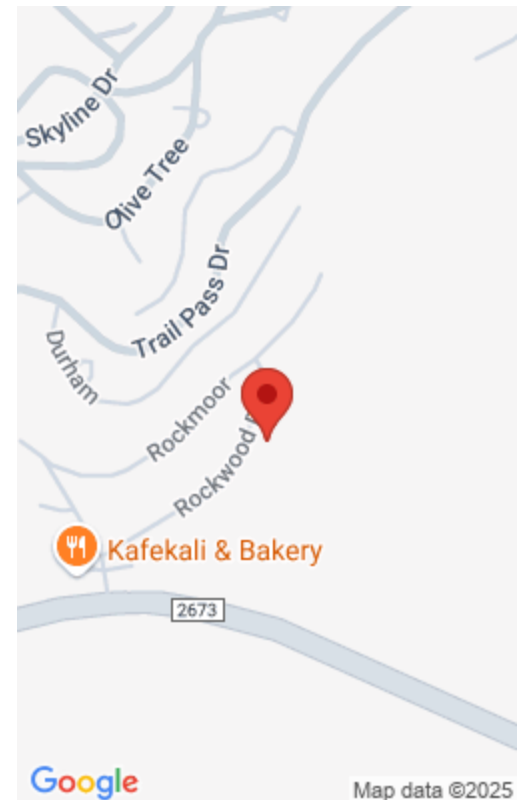 Skyline Dr
Olive Tree
Trail Pass Dr
Durham
Rockmoor
Rockwood
Kafekali & Bakery
2673
Google
Map data ©2025